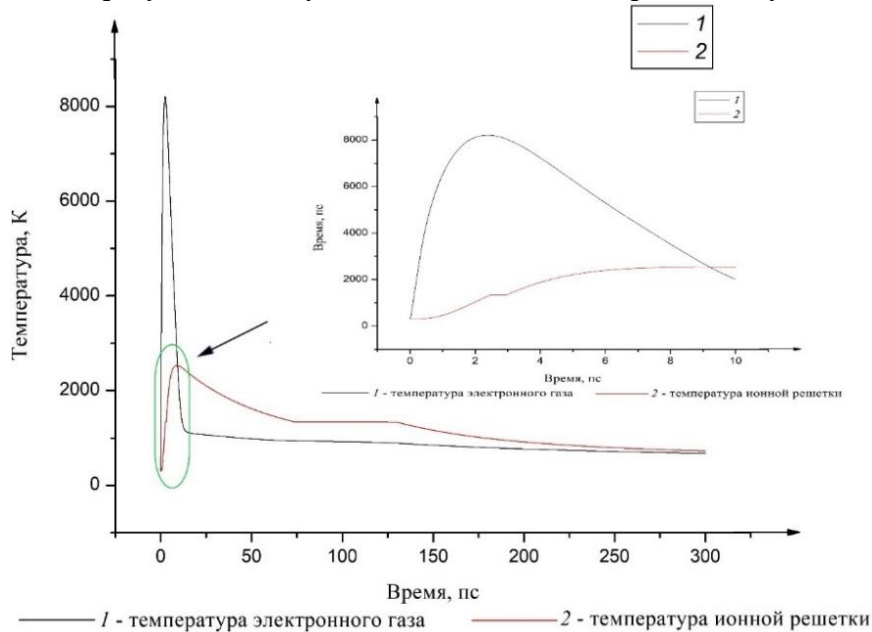 1
2
Температура, К
8000
6000
4000
2000
0
0 50 100 150 200 250 300
Время, пс
1 - температура электронного газа 2 - температура ионной решетки
1
2
Время, пс
8000
6000
4000
2000
0
0 2 4 6 8 10
Время, пс
1 - температура электронного газа 2 - температура ионной решетки